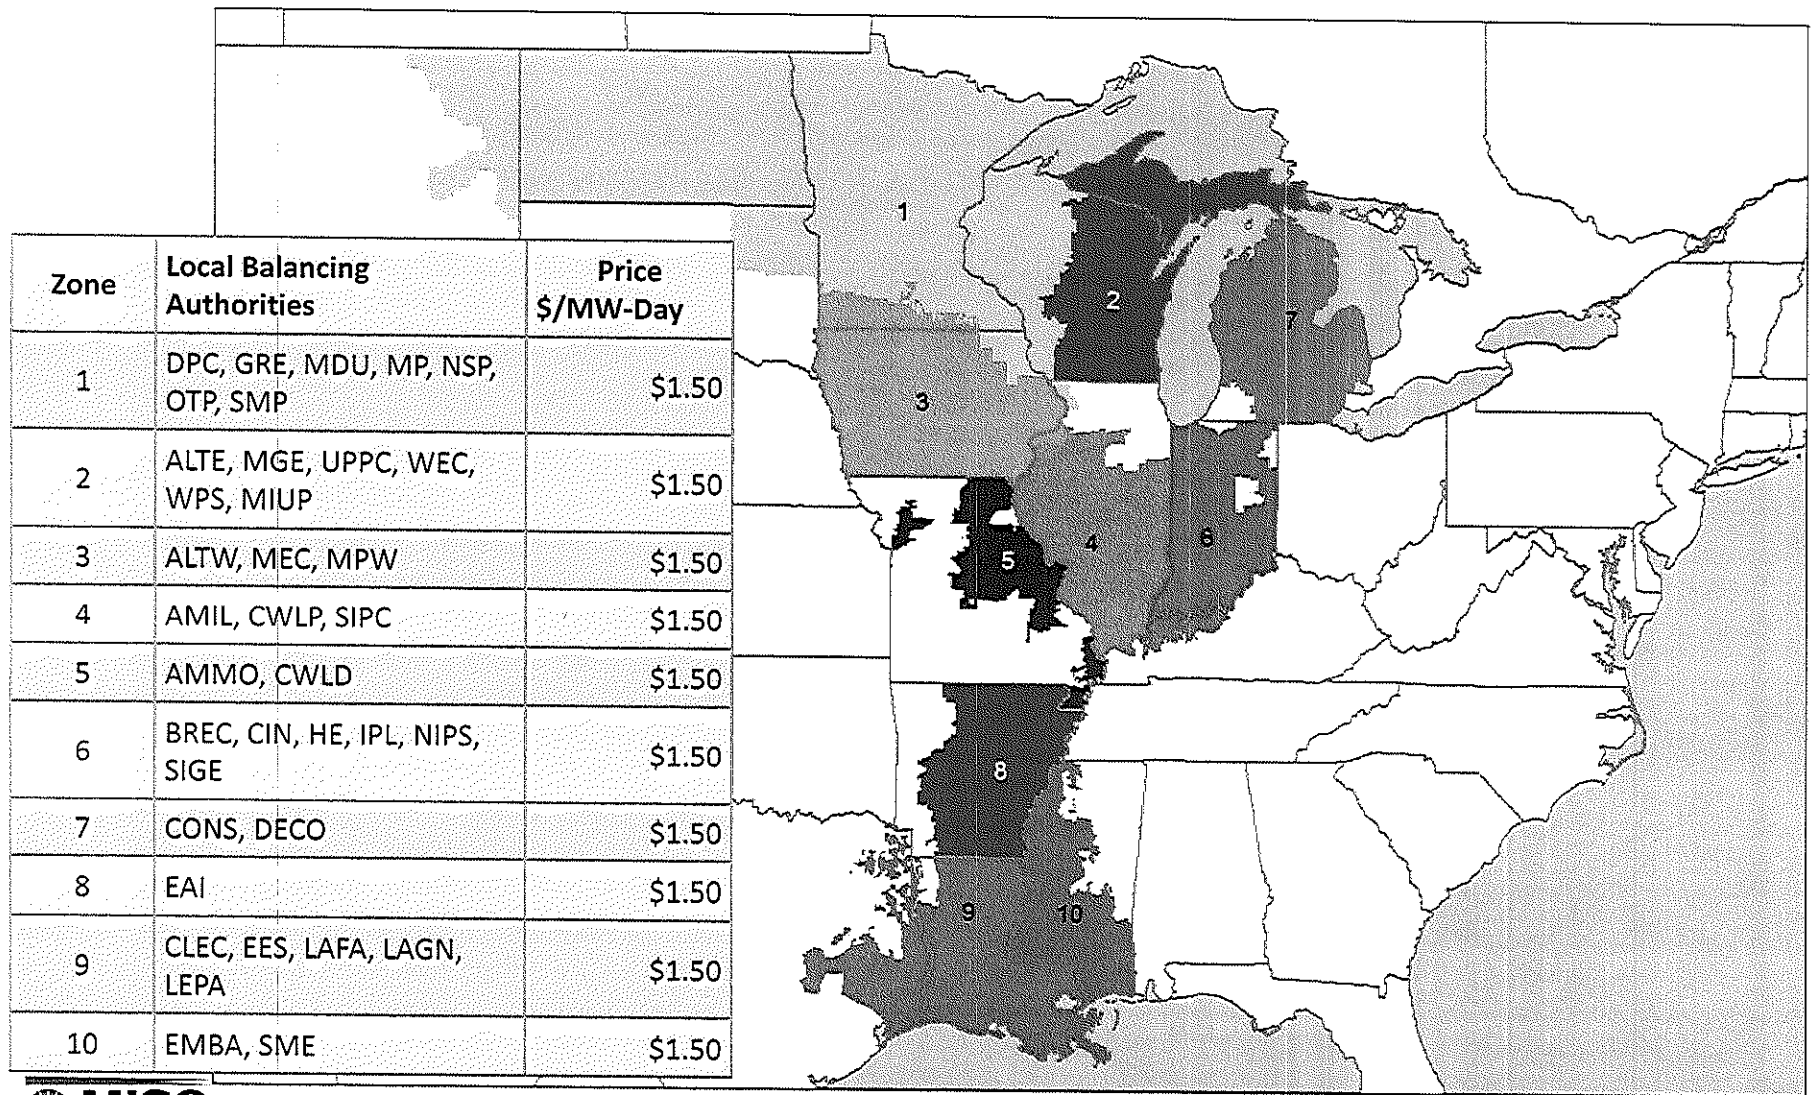 Zone
Local Balancing
Authorities
Price
$/MW-Day
1
DPC, GRE, MDU, MP, NSP,
OTP, SMP
$1.50
2
ALTE, MGE, UPPC, WEC,
WPS, MIUP
$1.50
3
ALTW, MEC, MPW
$1.50
4
AMIL, CWLP, SIPC
$1.50
5
AMMO, CWLD
$1.50
6
BREC, CIN, HE, IPL, NIPS,
SIGE
$1.50
7
CONS, DECO
$1.50
8
EAI
$1.50
9
CLEC, EES, LAFA, LAGN,
LEPA
$1.50
10
EMBA, SME
$1.50
1
2
7
3
5
4
6
8
9
10